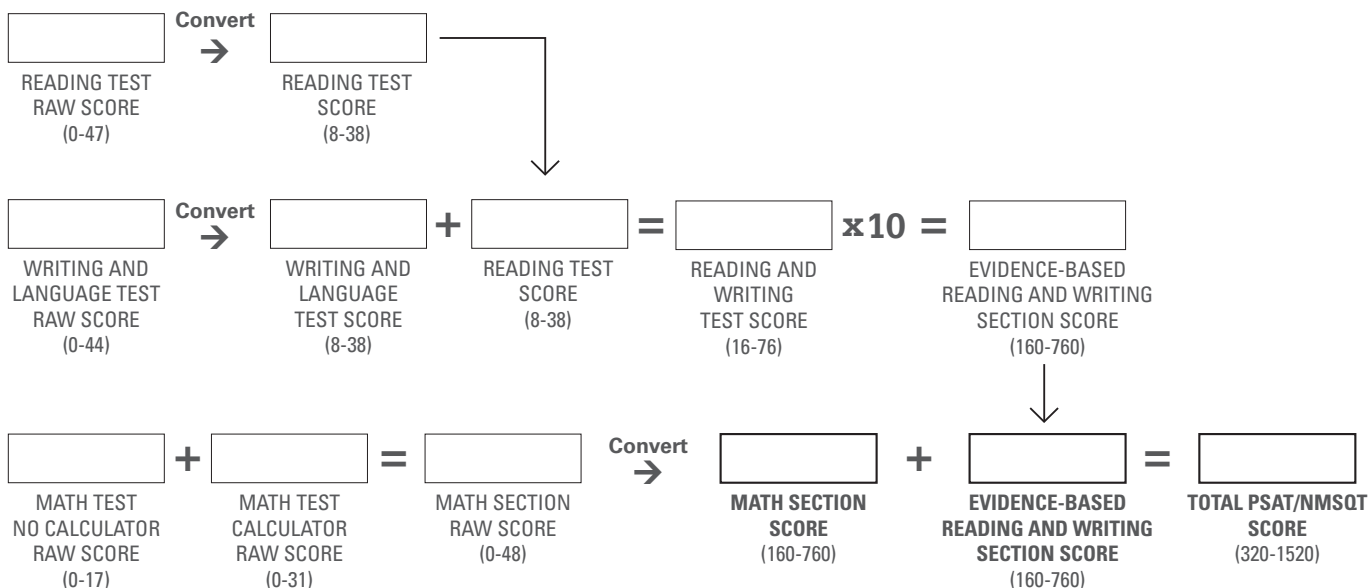 Convert
→
READING TEST
RAW SCORE
(0-47)
READING TEST
SCORE
(8-38)
Convert
→
+
=
x10 =
WRITING AND
LANGUAGE TEST
RAW SCORE
(0-44)
WRITING AND
LANGUAGE
TEST SCORE
(8-38)
READING TEST
SCORE
(8-38)
READING AND
WRITING
TEST SCORE
(16-76)
EVIDENCE-BASED
READING AND WRITING
SECTION SCORE
(160-760)
+
=
Convert
→
+
=
MATH TEST
NO CALCULATOR
RAW SCORE
(0-17)
MATH TEST
CALCULATOR
RAW SCORE
(0-31)
MATH SECTION
RAW SCORE
(0-48)
MATH SECTION
SCORE
(160-760)
EVIDENCE-BASED
READING AND WRITING
SECTION SCORE
(160-760)
TOTAL PSAT/NMSQT
SCORE
(320-1520)